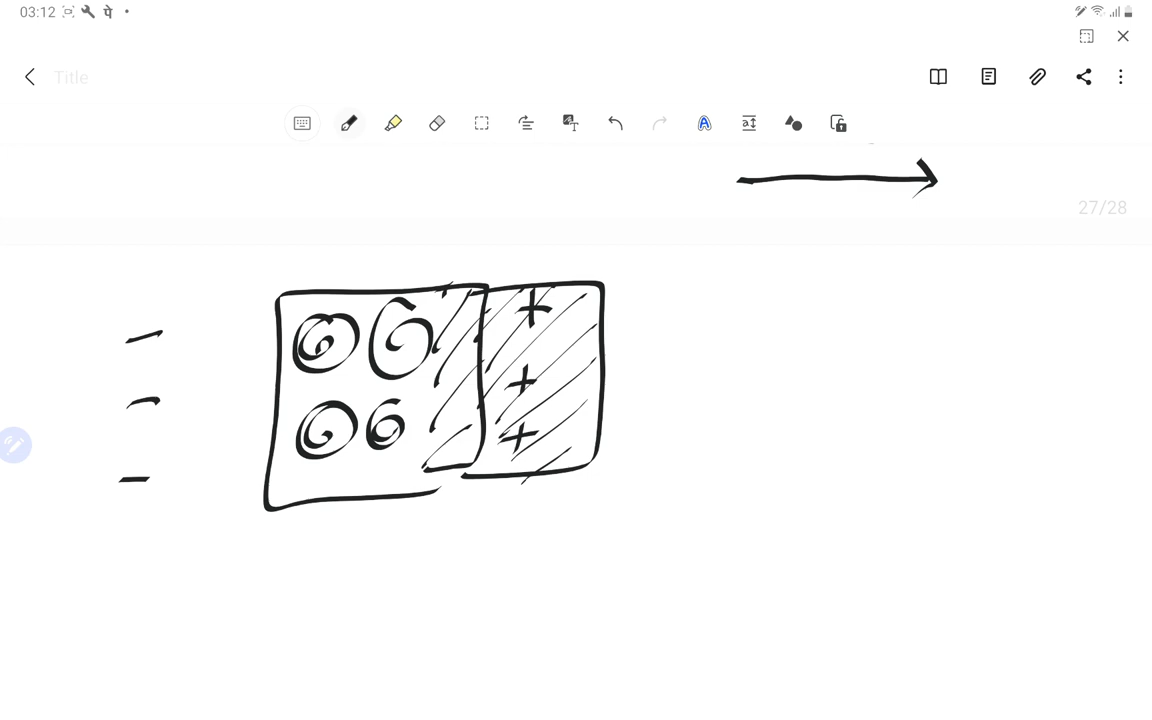 03:12 पे
Title
27/28
- +
- +
- +